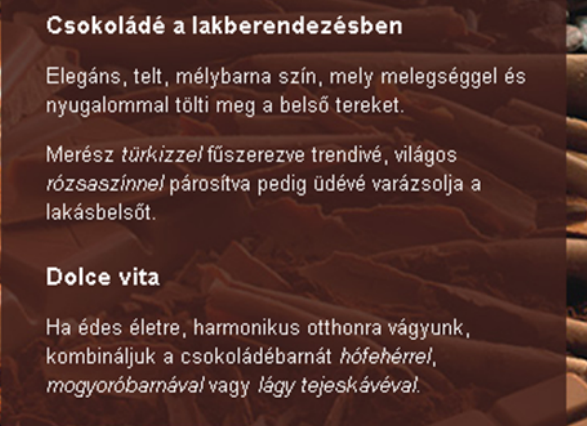 Csokoládé a lakberendezésben
Elegáns, telt, mélybarna szín, mely melegséggel és
nyugalommal tölti meg a belső tereket.
Merész türkizzel fűszerezve trendivé, világos
rózsaszínnel párosítva pedig üdévé varázsolja a
lakásbelsőt.
Dolce vita
Ha édes életre, harmonikus otthonra vágyunk,
kombináljuk a csokoládébarnát hófehérrel,
mogyoróbarnával vagy lágy tejeskávéval.